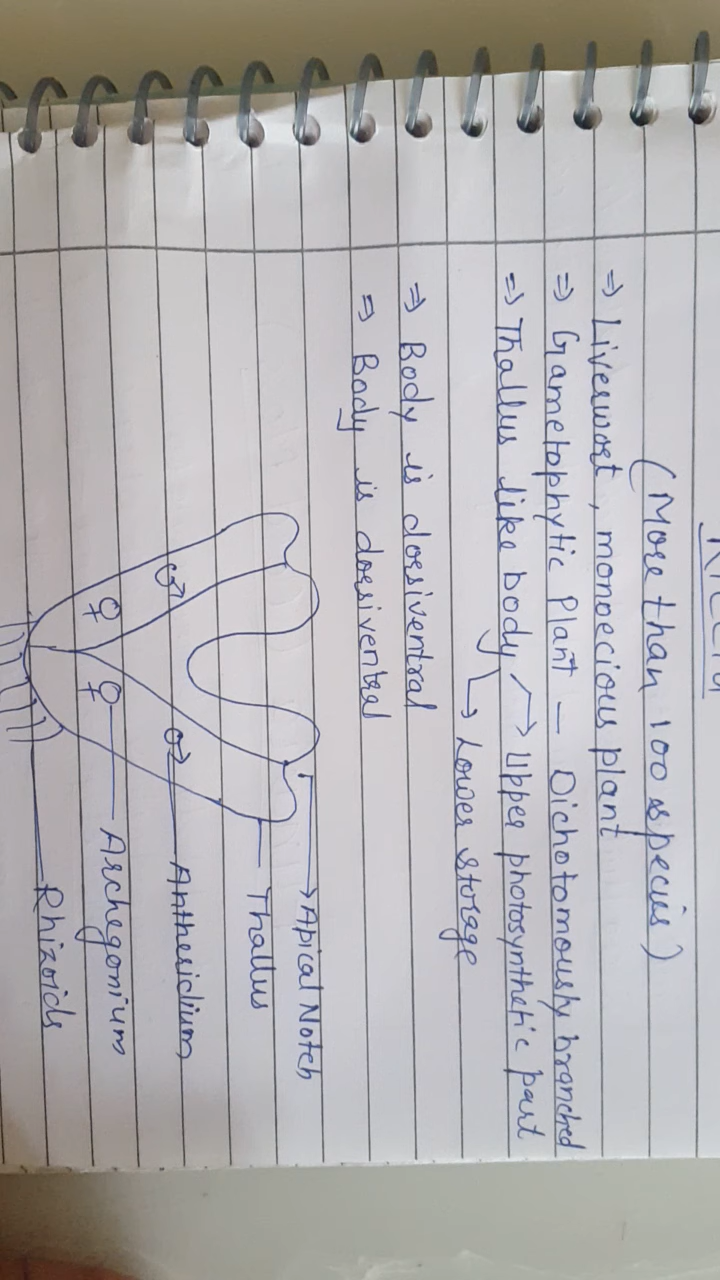 (More than 100 species)
⇒ Liverwort, monoecious plant
⇒ Gametophytic Plant — Dichotomously branched
⇒ Thallus like body → Upper photosynthetic part
↳ Lower storage
⇒ Body is dorsiventral
⇒ Body is dorsiventral
→ Apical Notch
Thallus
♂ ♂ Antheridium
♀ ♀ Archegonium
Rhizoids